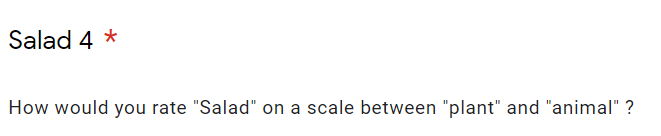 Salad 4 *
How would you rate "Salad" on a scale between "plant" and "animal" ?